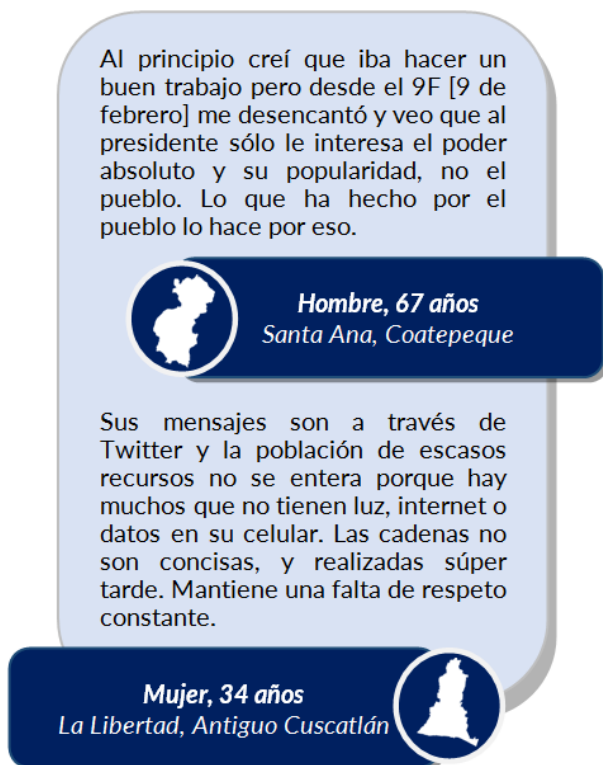 Al principio creí que iba hacer un
buen trabajo pero desde el 9F [9 de
febrero] me desencantó y veo que al
presidente sólo le interesa el poder
absoluto y su popularidad, no el
pueblo. Lo que ha hecho por el
pueblo lo hace por eso.
Hombre, 67 años
Santa Ana, Coatepeque
Sus mensajes son a través de
Twitter y la población de escasos
recursos no se entera porque hay
muchos que no tienen luz, internet o
datos en su celular. Las cadenas no
son concisas, y realizadas súper
tarde. Mantiene una falta de respeto
constante.
Mujer, 34 años
La Libertad, Antiguo Cuscatlán